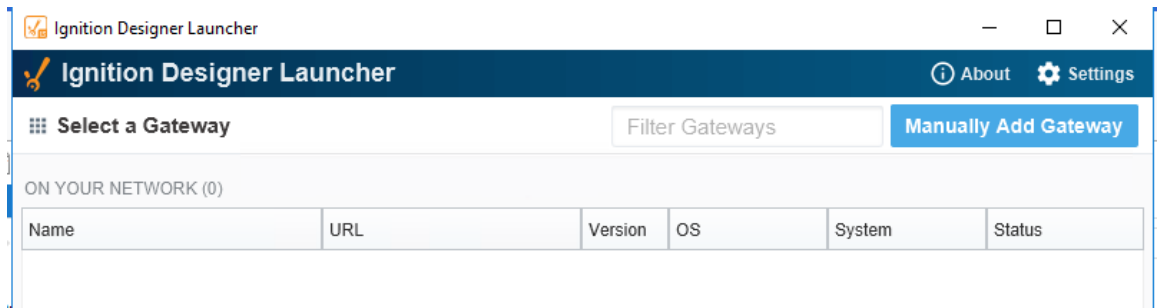 Ignition Designer Launcher
Ignition Designer Launcher About Settings
Select a Gateway Filter Gateways Manually Add Gateway
ON YOUR NETWORK (0)
Name URL Version OS System Status